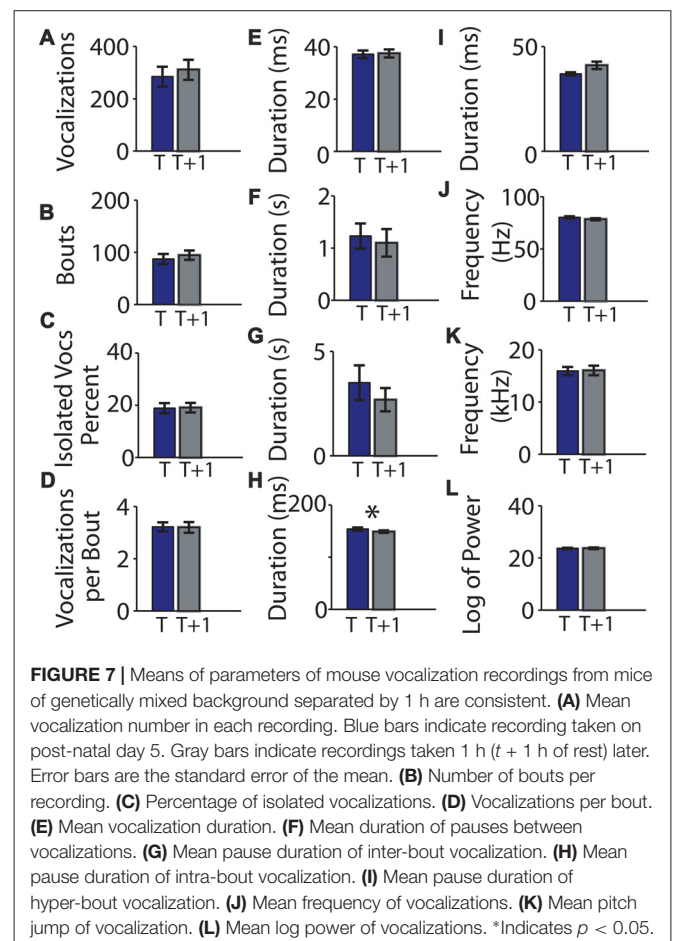 A
Vocalizations
400
200
0
T T+1
B
Bouts
200
100
0
T T+1
C
Isolated Vocs
Percent
40
20
0
T T+1
D
Vocalizations
per Bout
4
2
0
T T+1
E
Duration (ms)
40
20
0
T T+1
F
Duration (s)
2
1
0
T T+1
G
Duration (s)
5
0
T T+1
H
Duration (ms)
200
*
0
T T+1
I
Duration (ms)
50
0
T T+1
J
Frequency
(Hz)
100
50
0
T T+1
K
Frequency
(kHz)
20
10
0
T T+1
L
Log of Power
40
20
0
T T+1
FIGURE 7 | Means of parameters of mouse vocalization recordings from mice
of genetically mixed background separated by 1 h are consistent. (A) Mean
vocalization number in each recording. Blue bars indicate recording taken on
post-natal day 5. Gray bars indicate recordings taken 1 h (t + 1 h of rest) later.
Error bars are the standard error of the mean. (B) Number of bouts per
recording. (C) Percentage of isolated vocalizations. (D) Vocalizations per bout.
(E) Mean vocalization duration. (F) Mean duration of pauses between
vocalizations. (G) Mean pause duration of inter-bout vocalization. (H) Mean
pause duration of intra-bout vocalization. (I) Mean pause duration of
hyper-bout vocalization. (J) Mean frequency of vocalizations. (K) Mean pitch
jump of vocalization. (L) Mean log power of vocalizations. *Indicates p < 0.05.